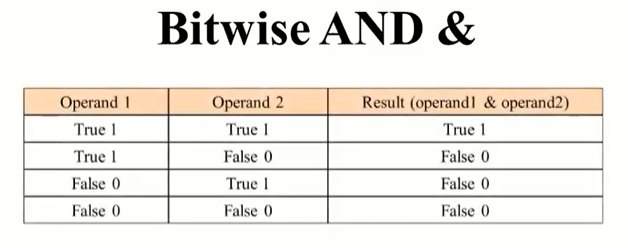 Bitwise AND &
Operand 1 Operand 2 Result (operand1 & operand2)
True 1 True 1 True 1
True 1 False 0 False 0
False 0 True 1 False 0
False 0 False 0 False 0